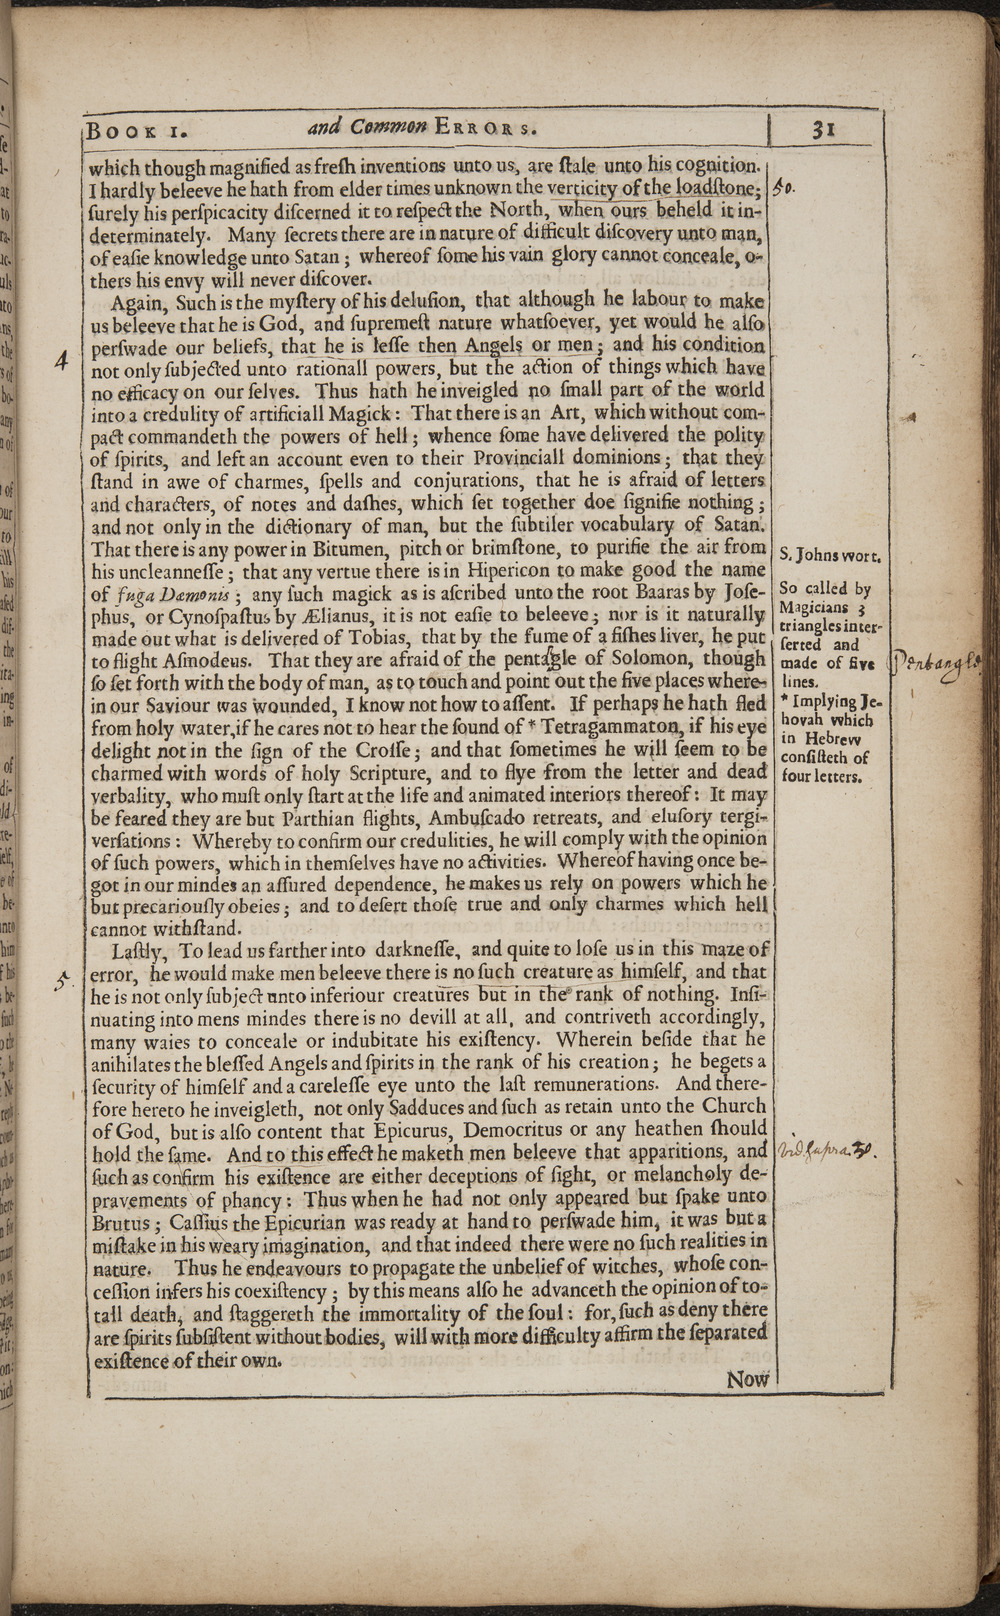 BOOK 1. and Common ERRORS. 31
which though magnified as freſh inventions unto us, are ſtale unto his cognition.
I hardly beleeve he hath from elder times unknown the verticity of the loadſtone;
50.
ſurely his perſpicacity diſcerned it to reſpect the North, when ours beheld it in-
determinately. Many ſecrets there are in nature of difficult diſcovery unto man,
of eaſie knowledge unto Satan; whereof ſome his vain glory cannot conceale, o-
thers his envy will never diſcover.
Again, Such is the myſtery of his deluſion, that although he labour to make
us beleeve that he is God, and ſupremeſt nature whatſoever, yet would he alſo
4
perſwade our beliefs, that he is leſſe then Angels or men; and his condition
not only ſubjected unto rationall powers, but the action of things which have
no efficacy on our ſelves. Thus hath he inveigled no ſmall part of the world
into a credulity of artificiall Magick: That there is an Art, which without com-
pact commandeth the powers of hell; whence ſome have delivered the polity
of ſpirits, and left an account even to their Provinciall dominions; that they
ſtand in awe of charmes, ſpells and conjurations, that he is afraid of letters
and characters, of notes and daſhes, which ſet together doe ſignifie nothing;
and not only in the dictionary of man, but the ſubtiler vocabulary of Satan.
That there is any power in Bitumen, pitch or brimſtone, to purifie the air from
his uncleanneſſe; that any vertue there is in Hipericon to make good the name
of fuga Dæmonis; any ſuch magick as is aſcribed unto the root Baaras by Joſe-
phus, or Cynoſpaſtus by Ælianus, it is not eaſie to beleeve; nor is it naturally
made out what is delivered of Tobias, that by the fume of a fiſhes liver, he put
to flight Aſmodeus. That they are afraid of the pentagle of Solomon, though
ſo ſet forth with the body of man, as to touch and point out the five places where-
in our Saviour was wounded, I know not how to aſſent. If perhaps he hath fled
from holy water, if he cares not to hear the ſound of * Tetragammaton, if his eye
delight not in the ſign of the Croſſe; and that ſometimes he will ſeem to be
charmed with words of holy Scripture, and to flye from the letter and dead
verbality, who muſt only ſtart at the life and animated interiors thereof: It may
be feared they are but Parthian flights, Ambuſcado retreats, and eluſory tergi-
verſations: Whereby to confirm our credulities, he will comply with the opinion
of ſuch powers, which in themſelves have no activities. Whereof having once be-
got in our mindes an aſſured dependence, he makes us rely on powers which he
but precariouſly obeies; and to deſert thoſe true and only charmes which hell
cannot withſtand.
S. Johns wort.
So called by
Magicians 3
triangles inter-
ſerted and
made of five
lines.
Pentangle
* Implying Je-
hovah which
in Hebrew
conſiſteth of
four letters.
Laſtly, To lead us farther into darkneſſe, and quite to loſe us in this maze of
5
error, he would make men beleeve there is no ſuch creature as himſelf, and that
he is not only ſubject unto inferiour creatures but in the rank of nothing. Inſi-
nuating into mens mindes there is no devill at all, and contriveth accordingly,
many waies to conceale or indubitate his exiſtency. Wherein beſide that he
anihilates the bleſſed Angels and ſpirits in the rank of his creation; he begets a
ſecurity of himſelf and a careleſſe eye unto the laſt remunerations. And there-
fore hereto he inveigleth, not only Sadduces and ſuch as retain unto the Church
of God, but is alſo content that Epicurus, Democritus or any heathen ſhould
hold the ſame. And to this effect he maketh men beleeve that apparitions, and
vid supra. 30.
ſuch as confirm his exiſtence are either deceptions of ſight, or melancholy de-
pravements of phancy: Thus when he had not only appeared but ſpake unto
Brutus; Caſſius the Epicurian was ready at hand to perſwade him, it was but a
miſtake in his weary imagination, and that indeed there were no ſuch realities in
nature. Thus he endeavours to propagate the unbelief of witches, whoſe con-
ceſſion infers his coexiſtency; by this means alſo he advanceth the opinion of to-
tall death, and ſtaggereth the immortality of the ſoul: for, ſuch as deny there
are ſpirits ſubſiſtent without bodies, will with more difficulty affirm the ſeparated
exiſtence of their own.
Now